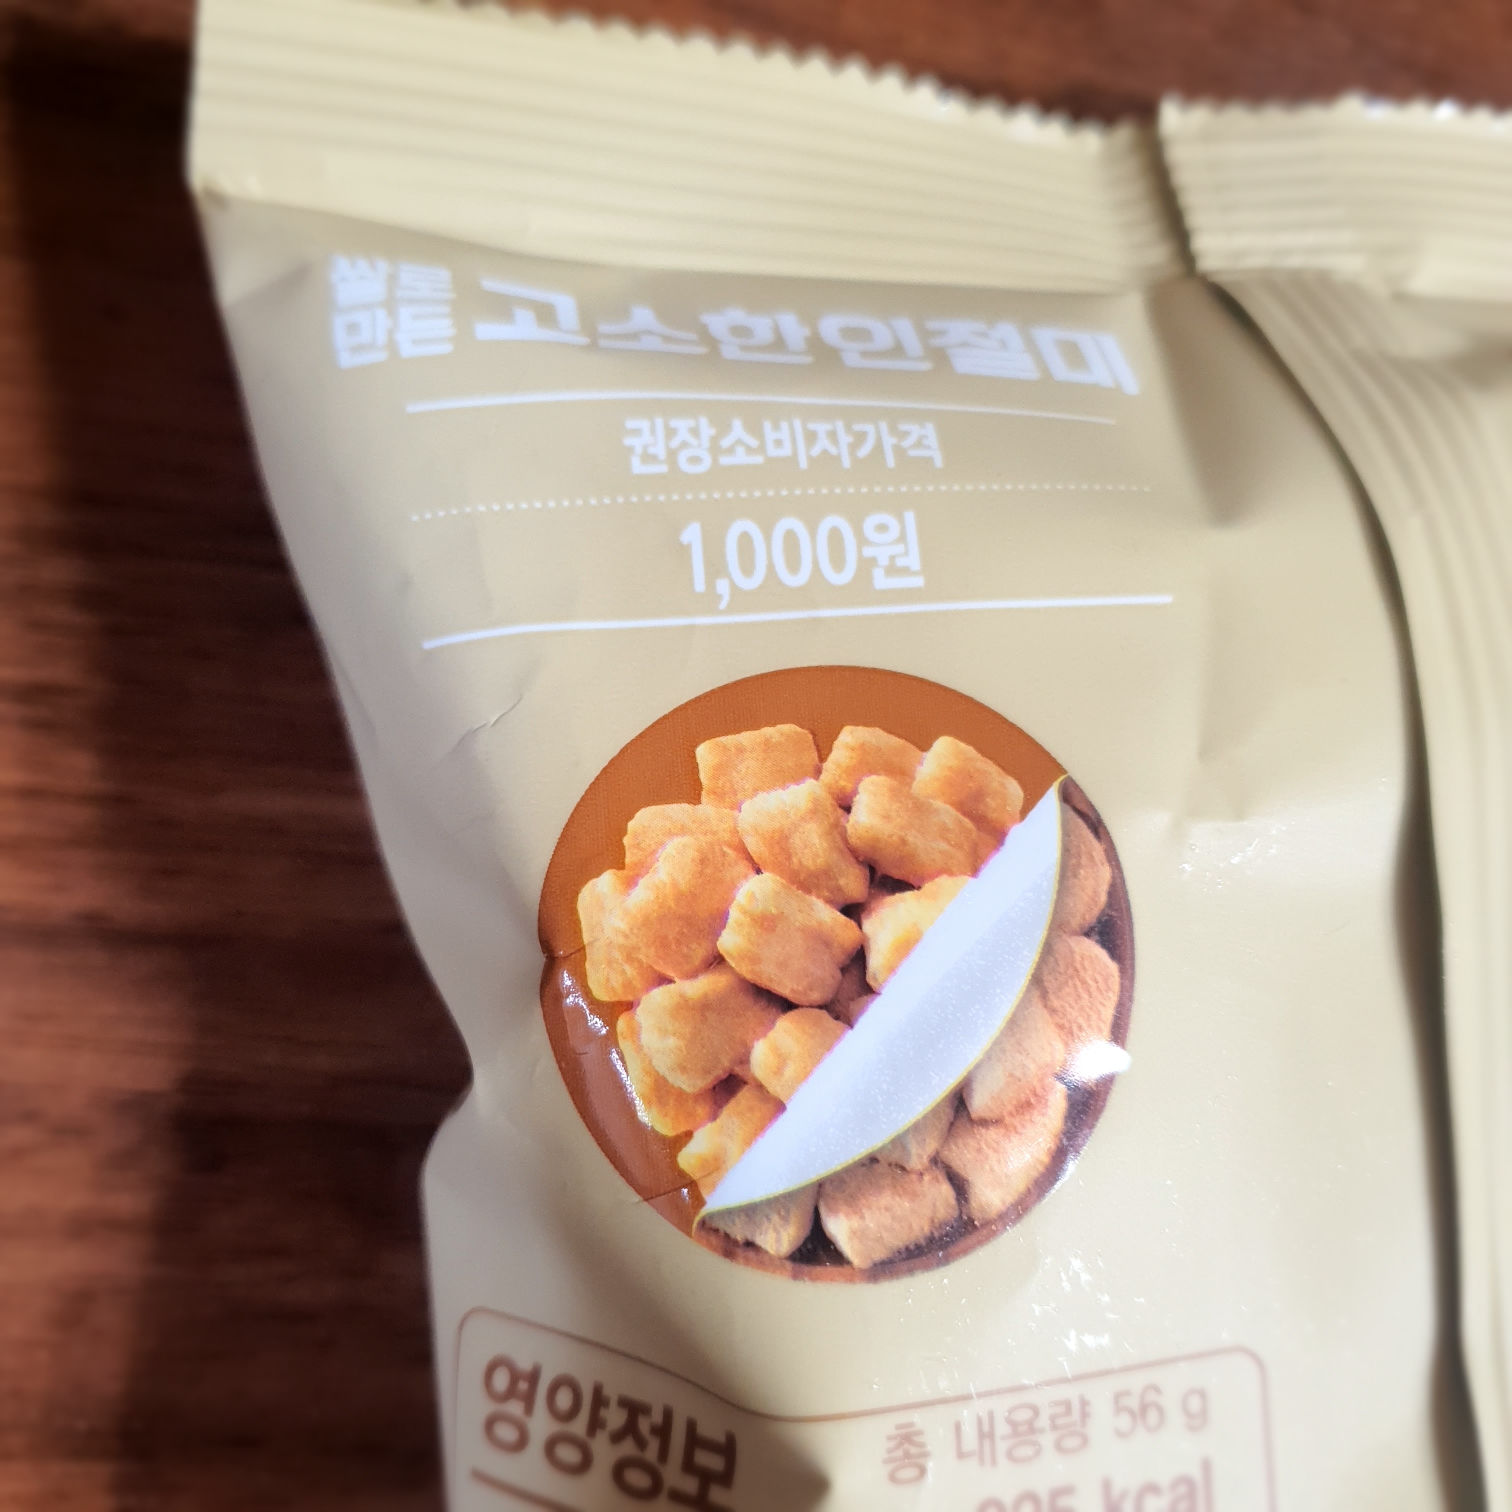 쌀로
만든 고소한인절미
권장소비자가격
1,000원
영양정보
총 내용량 56 g
kcal